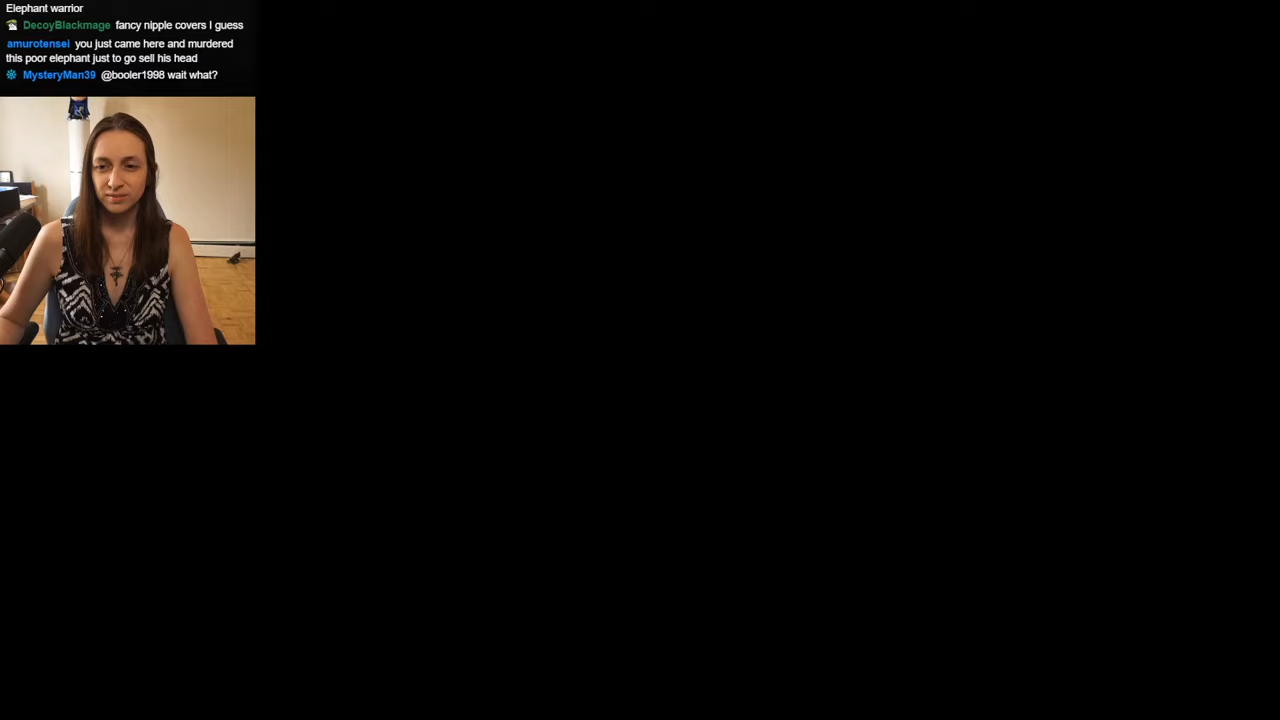 Elephant warrior
DecoyBlackmage fancy nipple covers I guess
amurotensei you just came here and murdered
this poor elephant just to go sell his head
MysteryMan39 @booler1998 wait what?